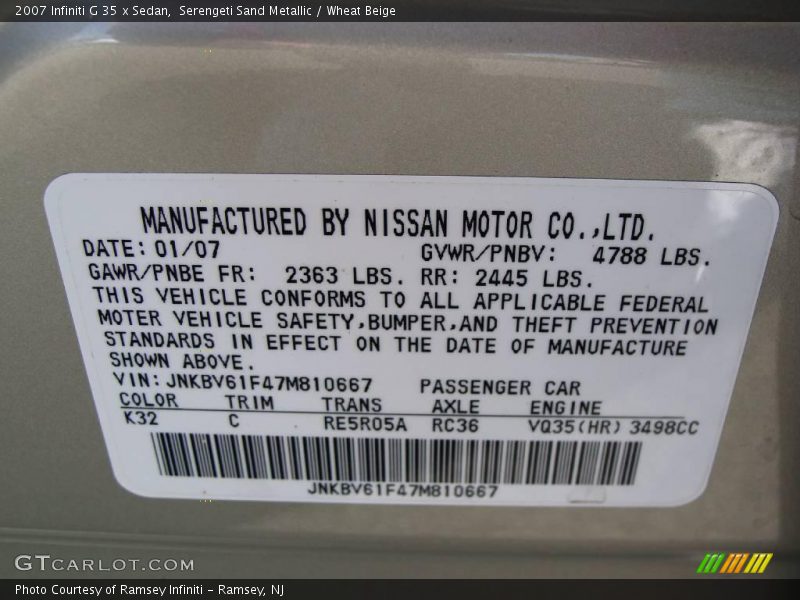 2007 Infiniti G 35 x Sedan,  Serengeti Sand Metallic / Wheat Beige
MANUFACTURED BY NISSAN MOTOR CO.,LTD.
DATE: 01/07 GVWR/PNBV: 4788 LBS.
GAWR/PNBE FR: 2363 LBS. RR: 2445 LBS.
THIS VEHICLE CONFORMS TO ALL APPLICABLE FEDERAL
MOTER VEHICLE SAFETY,BUMPER,AND THEFT PREVENTION
STANDARDS IN EFFECT ON THE DATE OF MANUFACTURE
SHOWN ABOVE.
VIN: JNKBV61F47M810667 PASSENGER CAR
COLOR TRIM TRANS AXLE ENGINE
K32 C RE5R05A RC36 VQ35(HR) 3498CC
JNKBV61F47M810667
GTCARLOT.COM
Photo Courtesy of Ramsey Infiniti - Ramsey, NJ